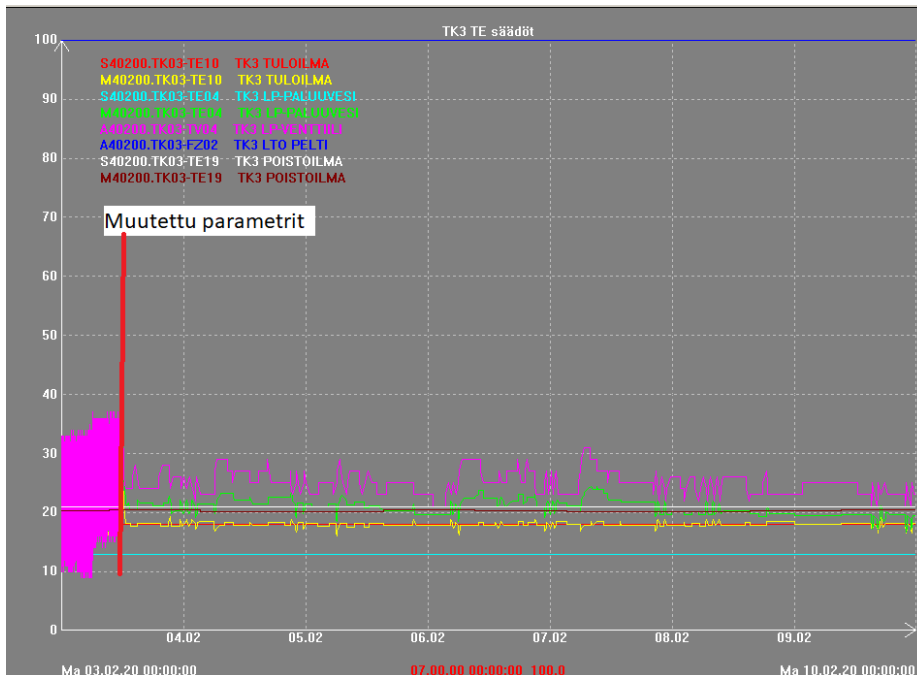 TK3 TE säädöt
100
S40200.TK03-TE10 TK3 TULOILMA
M40200.TK03-TE10 TK3 TULOILMA
90
S40200.TK03-TE04 TK3 LP-PALUUVESI
M40200.TK03-TE04 TK3 LP-PALUUVESI
A40200.TK03-TV04 TK3 LP-VENTTIILI
A40200.TK03-FZ02 TK3 LTO PELTI
80
S40200.TK03-TE19 TK3 POISTOILMA
M40200.TK03-TE19 TK3 POISTOILMA
70
Muutettu parametrit
60
50
40
30
20
10
0
04.02 05.02 06.02 07.02 08.02 09.02
Ma 03.02.20 00:00:00 07.00.00 00:00:00 100.0 Ma 10.02.20 00:00:00